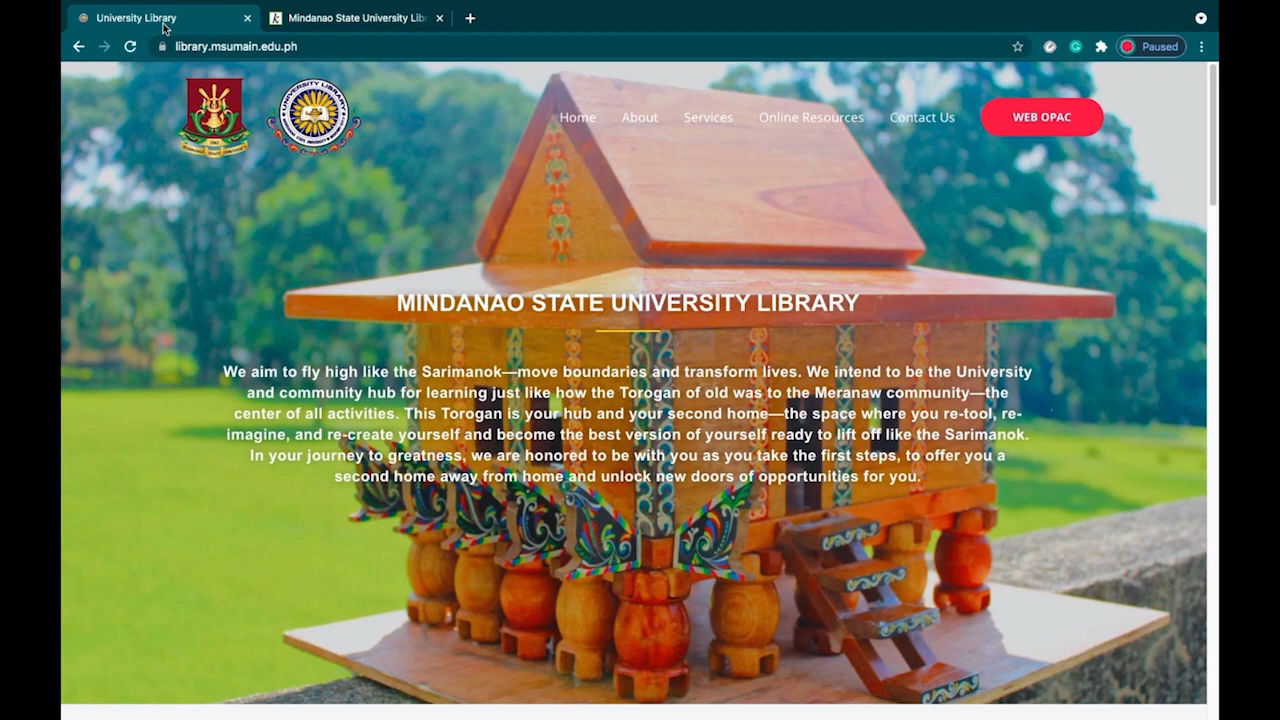 University Library
Mindanao State University Libr
library.msumain.edu.ph
Paused
UNIVERSITY LIBRARY
1961
Home
About
Services
Online Resources
Contact Us
WEB OPAC
MINDANAO STATE UNIVERSITY LIBRARY
We aim to fly high like the Sarimanok—move boundaries and transform lives. We intend to be the University
and community hub for learning just like how the Torogan of old was to the Meranaw community—the
center of all activities. This Torogan is your hub and your second home—the space where you re-tool, re-
imagine, and re-create yourself and become the best version of yourself ready to lift off like the Sarimanok.
In your journey to greatness, we are honored to be with you as you take the first steps, to offer you a
second home away from home and unlock new doors of opportunities for you.